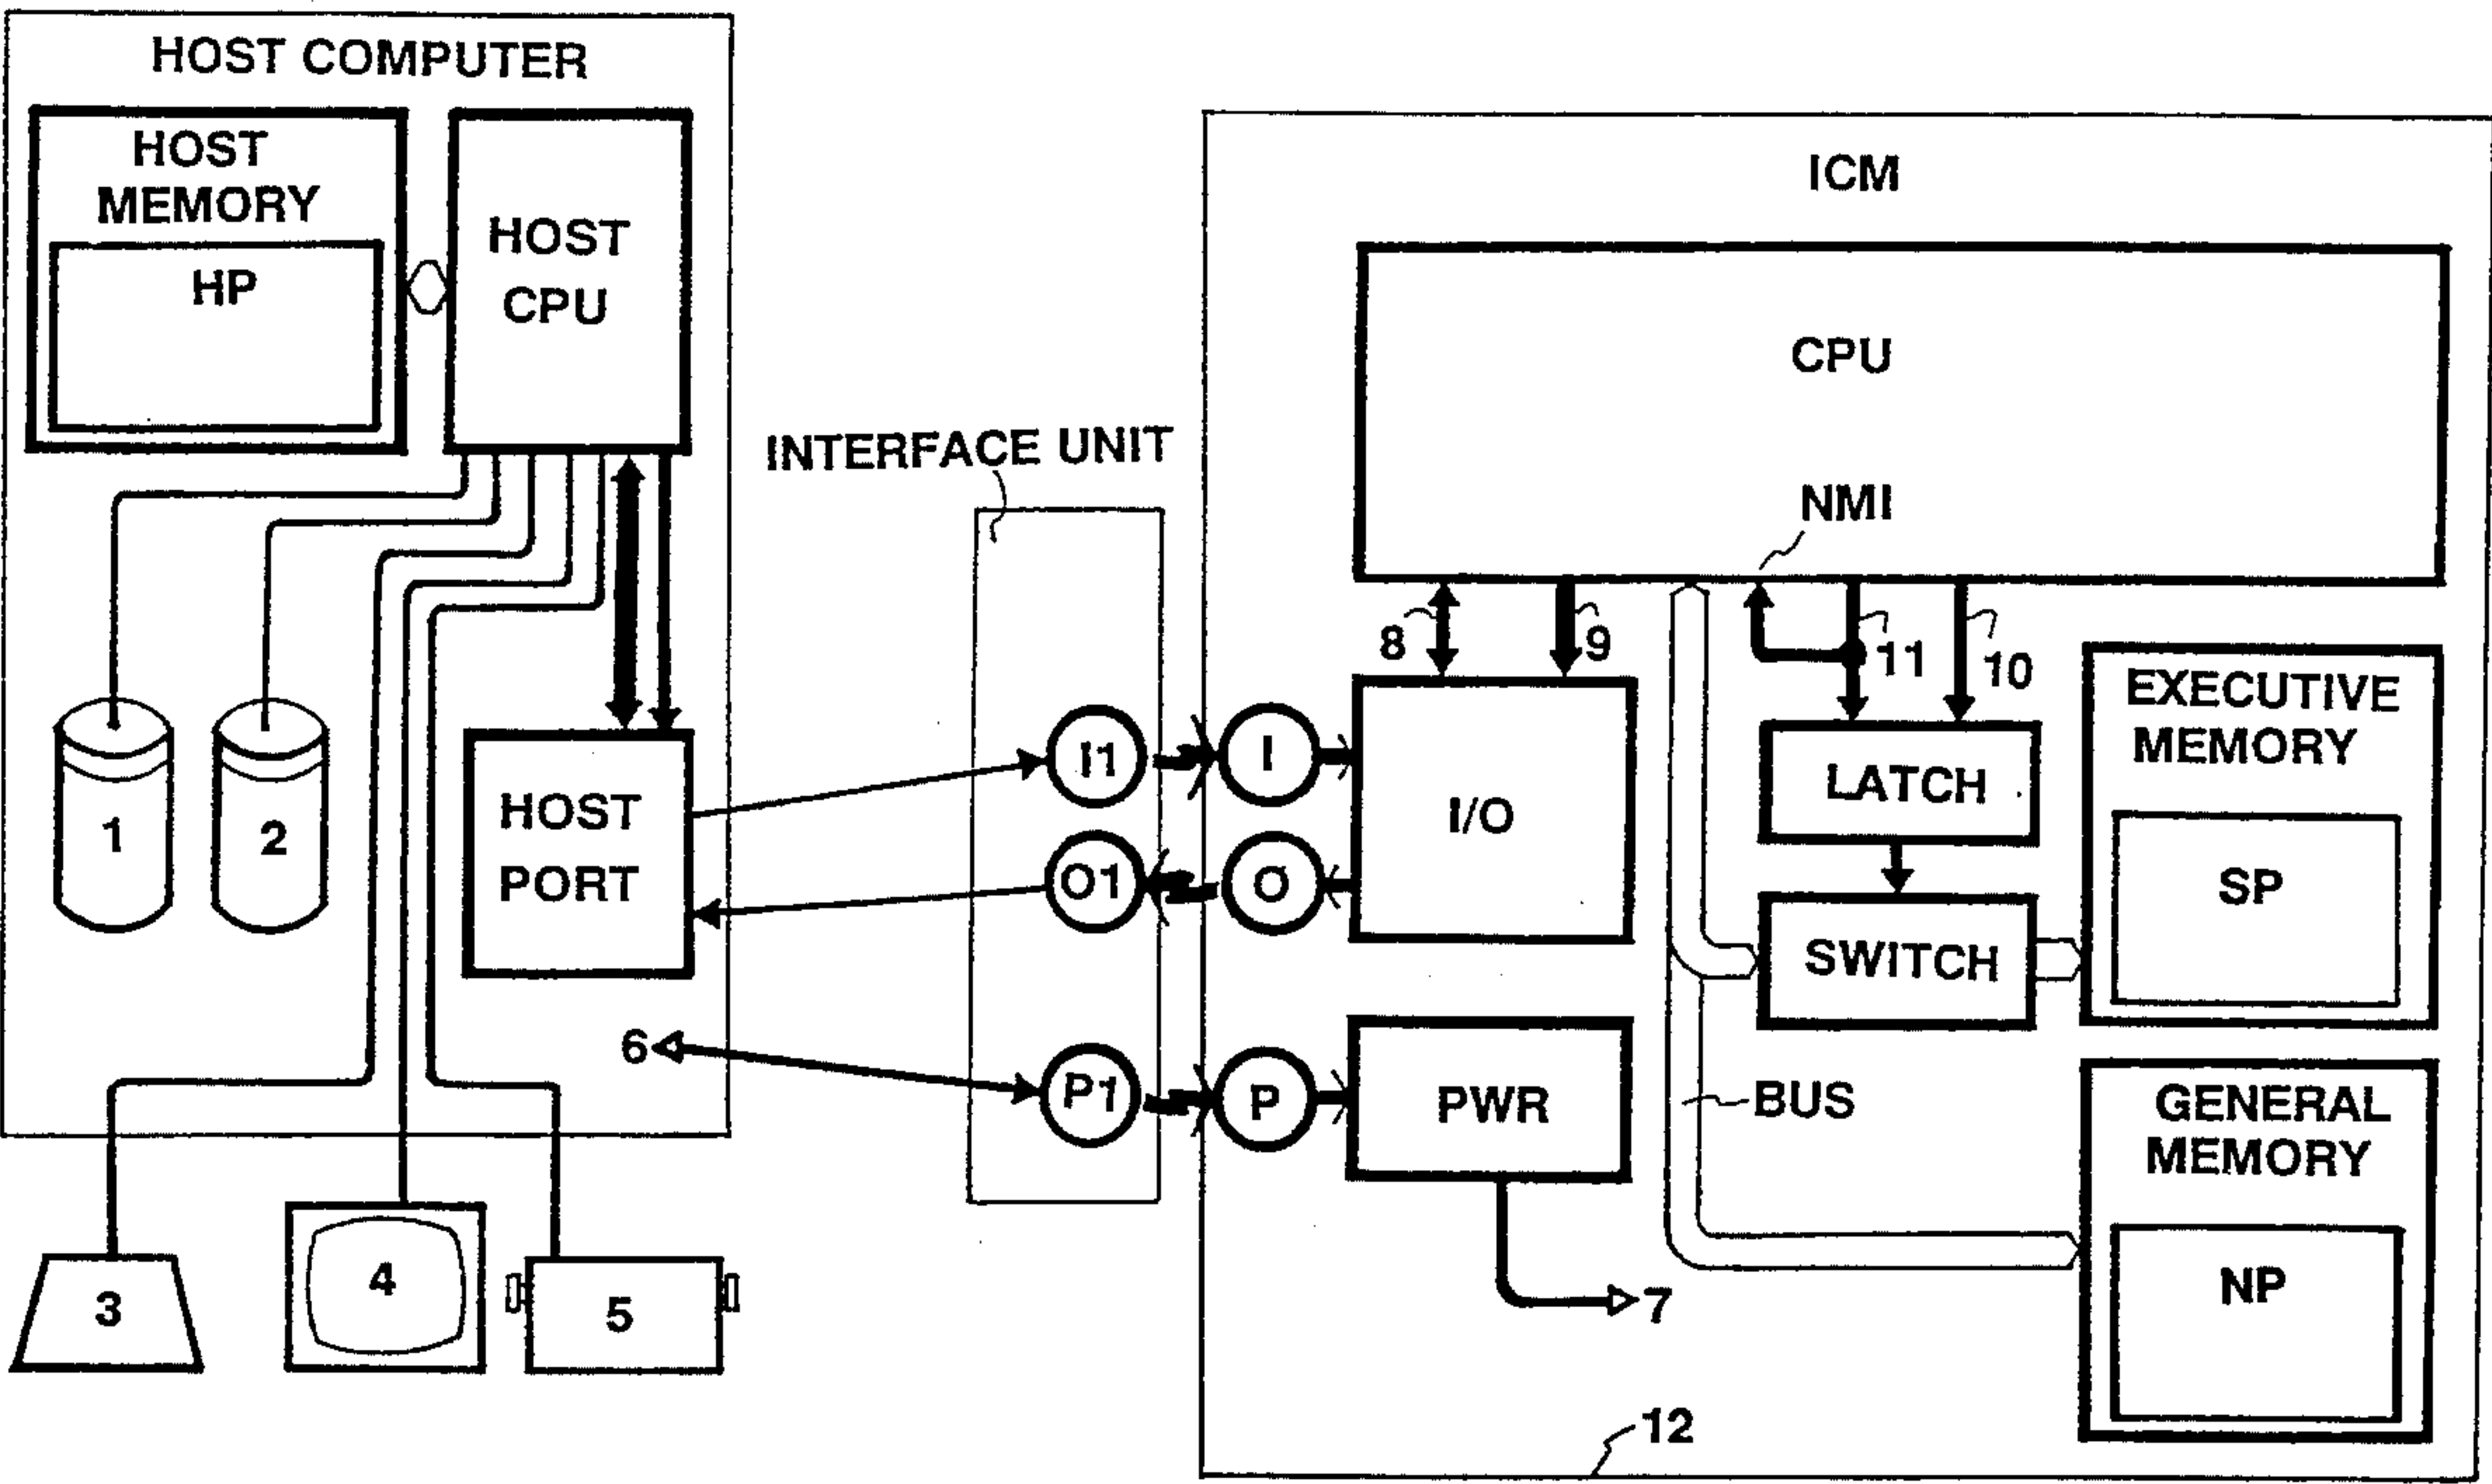 HOST COMPUTER
HOST
MEMORY
HP
HOST
CPU
1
2
HOST
PORT
6
3
4
5
INTERFACE UNIT
I1
O1
P1
ICM
CPU
NMI
8
9
11
10
I
O
P
I/O
PWR
7
LATCH
SWITCH
BUS
EXECUTIVE
MEMORY
SP
GENERAL
MEMORY
NP
12